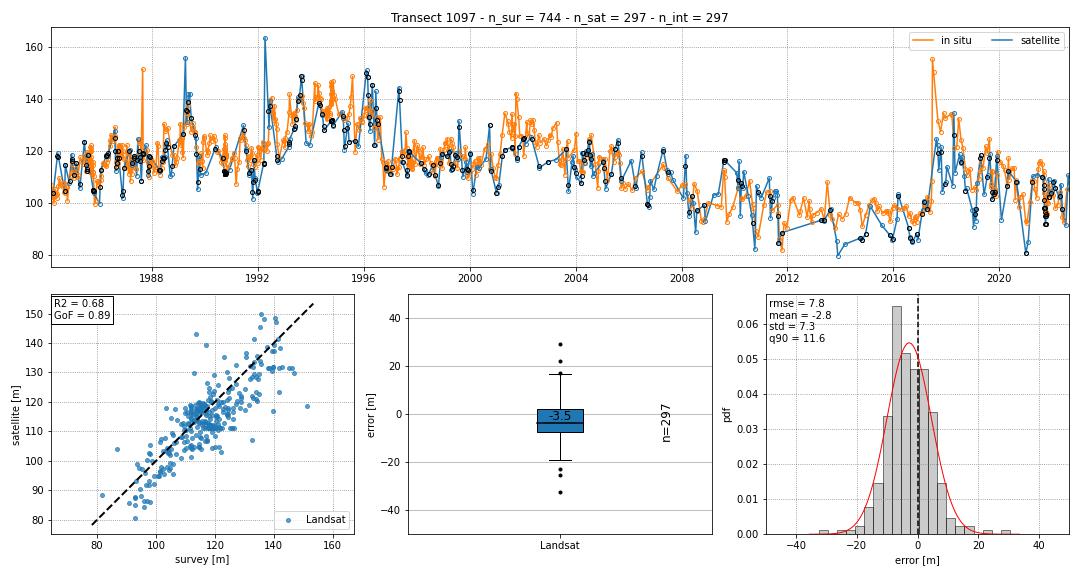 Transect 1097 - n_sur = 744 - n_sat = 297 - n_int = 297
in situ
satellite
160
140
120
100
80
1988
1992
1996
2000
2004
2008
2012
2016
2020
R2 = 0.68
GoF = 0.89
satellite [m]
150
140
130
120
110
100
90
80
Landsat
80
100
120
140
160
survey [m]
error [m]
40
20
0
−20
−40
-3.5
n=297
Landsat
rmse = 7.8
mean = -2.8
std = 7.3
q90 = 11.6
pdf
0.06
0.05
0.04
0.03
0.02
0.01
0.00
−40
−20
0
20
40
error [m]